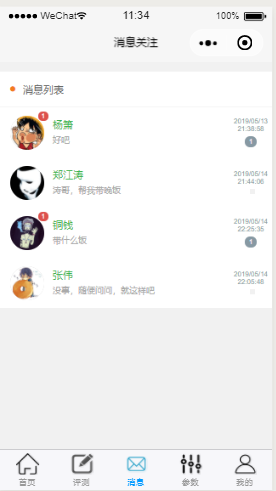 WeChat 11:34 100%
消息关注
消息列表
1
杨箫 2019/05/13
21:38:58
好吧 1
郑江涛 2019/05/14
21:44:06
涛哥，帮我带晚饭
1
铜钱 2019/05/14
22:25:35
带什么饭 1
张伟 2019/05/14
22:05:48
没事，随便问问，就这样吧
首页 评测 消息 参数 我的